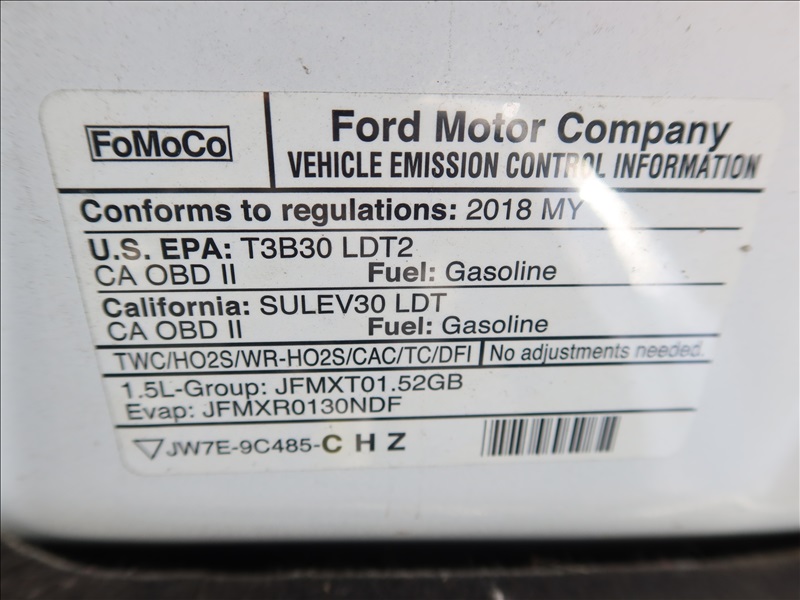 FoMoCo
Ford Motor Company
VEHICLE EMISSION CONTROL INFORMATION
Conforms to regulations: 2018 MY
U.S. EPA: T3B30 LDT2
CA OBD II Fuel: Gasoline
California: SULEV30 LDT
CA OBD II Fuel: Gasoline
TWC/HO2S/WR-HO2S/CAC/TC/DFI No adjustments needed.
1.5L-Group: JFMXT01.52GB
Evap: JFMXR0130NDF
JW7E-9C485-C H Z